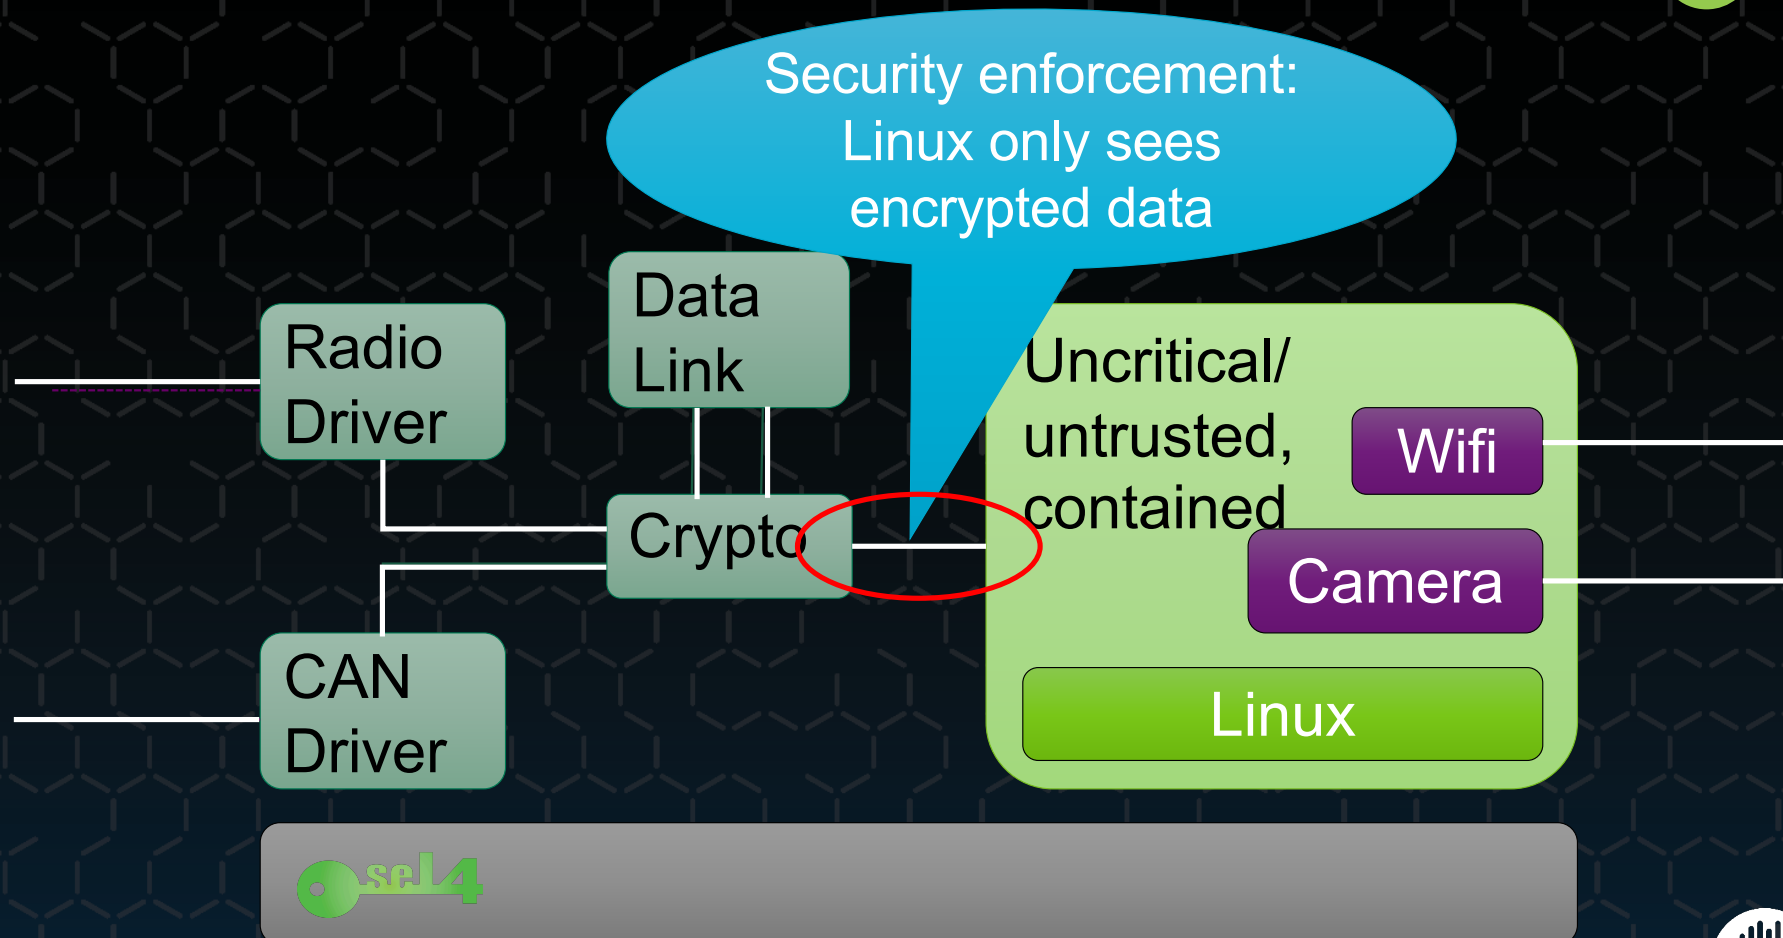 Security enforcement:
Linux only sees
encrypted data
Data
Link
Radio
Driver
Uncritical/
untrusted,
contained
Wifi
Crypto
Camera
CAN
Driver
Linux
seL4